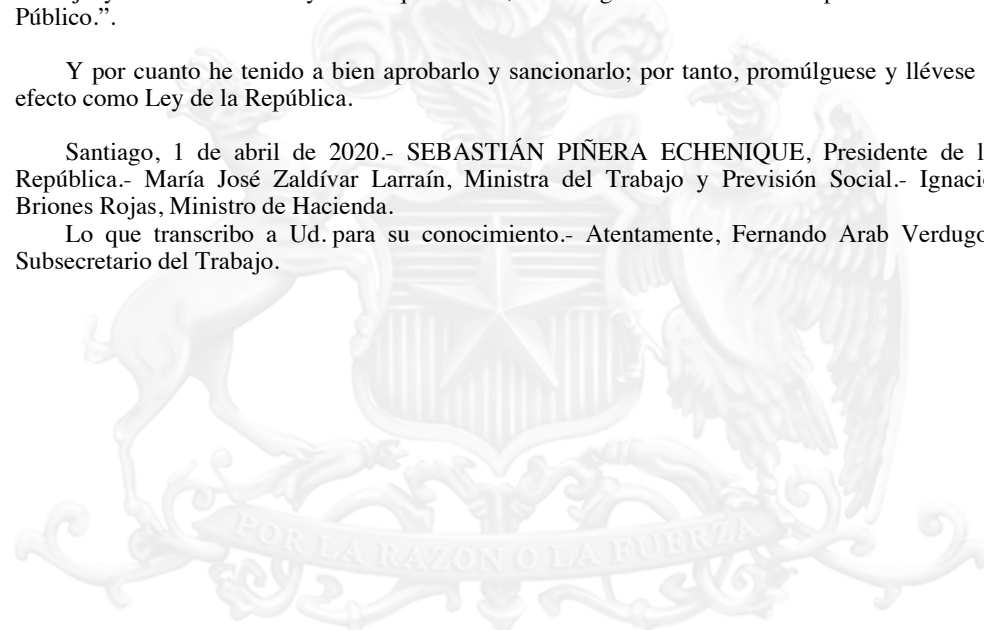 Público.”.
Y por cuanto he tenido a bien aprobarlo y sancionarlo; por tanto, promúlguese y llévese
efecto como Ley de la República.
Santiago, 1 de abril de 2020.- SEBASTIÁN PIÑERA ECHENIQUE, Presidente de l
República.- María José Zaldívar Larraín, Ministra del Trabajo y Previsión Social.- Ignaci
Briones Rojas, Ministro de Hacienda.
Lo que transcribo a Ud. para su conocimiento.- Atentamente, Fernando Arab Verdugo
Subsecretario del Trabajo.
POR LA RAZON O LA FUERZA